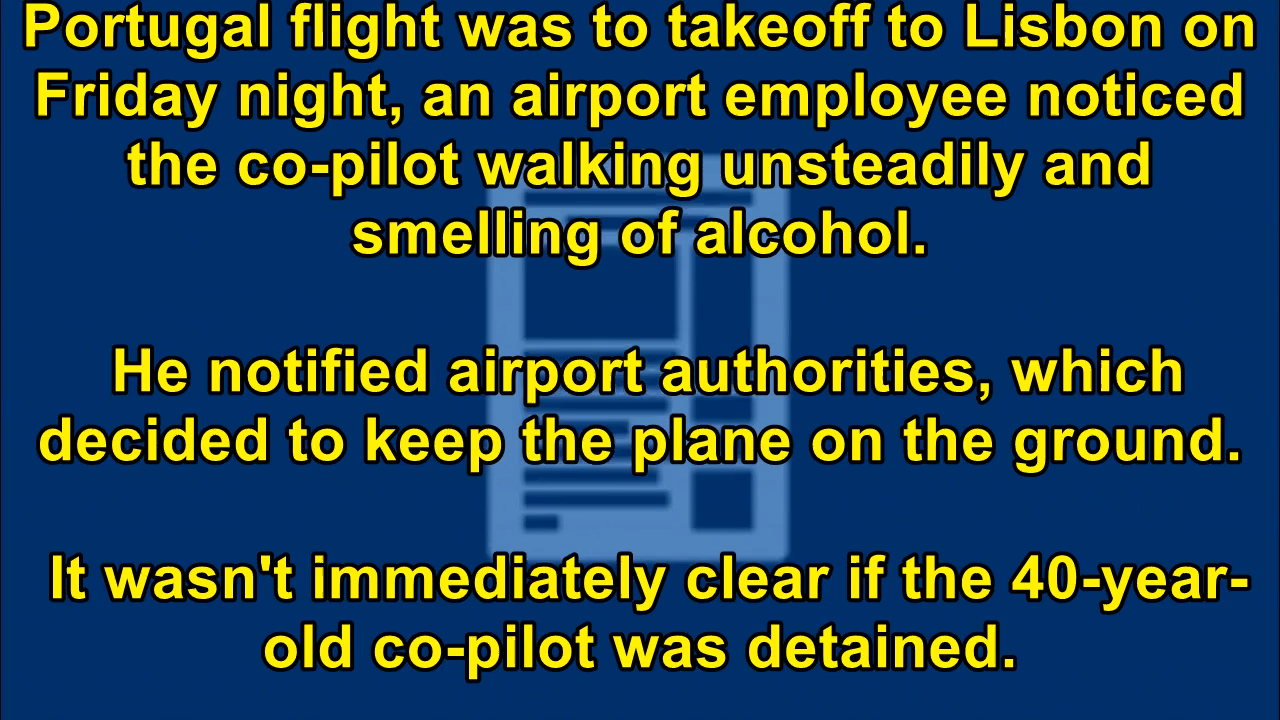 Portugal flight was to takeoff to Lisbon on
Friday night, an airport employee noticed
the co-pilot walking unsteadily and
smelling of alcohol.
He notified airport authorities, which
decided to keep the plane on the ground.
It wasn't immediately clear if the 40-year-
old co-pilot was detained.